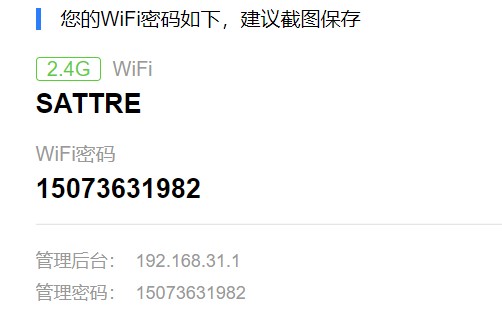 您的WiFi密码如下，建议截图保存
2.4G WiFi
SATTRE
WiFi密码
15073631982
管理后台： 192.168.31.1
管理密码： 15073631982